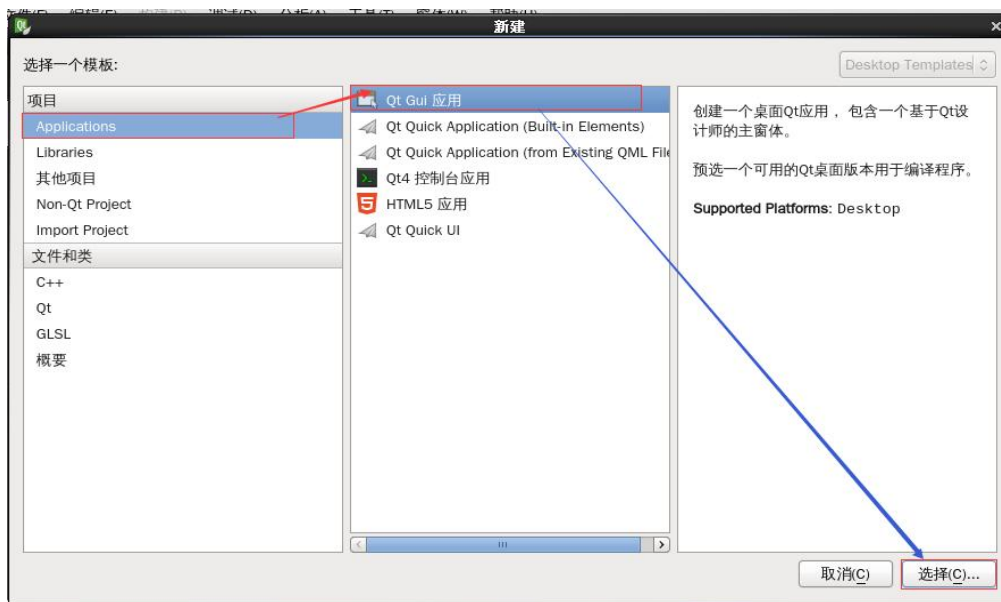 新建
选择一个模板:
Desktop Templates
项目
Applications
Libraries
其他项目
Non-Qt Project
Import Project
文件和类
C++
Qt
GLSL
概要
Qt Gui 应用
Qt Quick Application (Built-in Elements)
Qt Quick Application (from Existing QML File
Qt4 控制台应用
HTML5 应用
Qt Quick UI
创建一个桌面Qt应用，包含一个基于Qt设
计师的主窗体。
预选一个可用的Qt桌面版本用于编译程序。
Supported Platforms: Desktop
取消(C)
选择(C)...